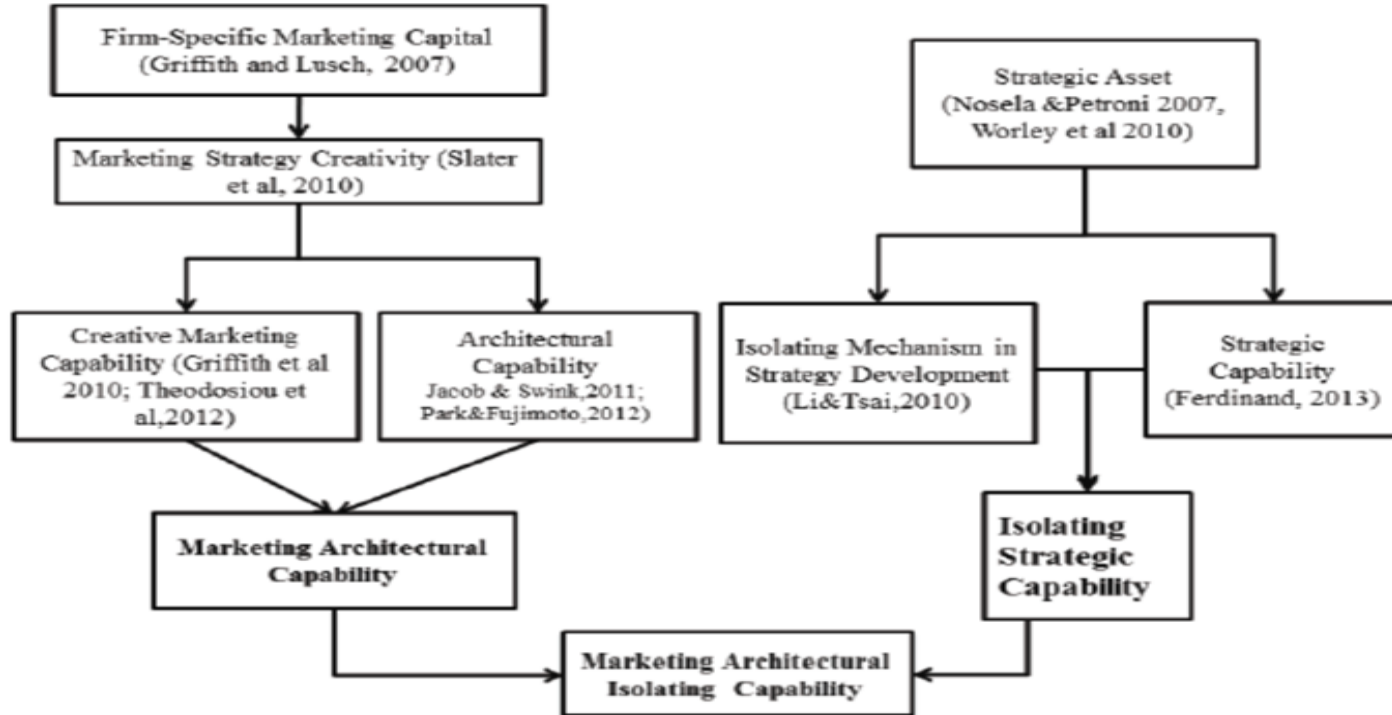 Firm-Specific Marketing Capital
(Griffith and Lusch, 2007)
Marketing Strategy Creativity (Slater
et al, 2010)
Creative Marketing
Capability (Griffith et al
2010; Theodosiou et
al,2012)
Architectural
Capability
Jacob & Swink,2011;
Park&Fujimoto,2012)
Marketing Architectural
Capability
Strategic Asset
(Nosela &Petroni 2007,
Worley et al 2010)
Isolating Mechanism in
Strategy Development
(Li&Tsai,2010)
Strategic
Capability
(Ferdinand, 2013)
Isolating
Strategic
Capability
Marketing Architectural
Isolating Capability